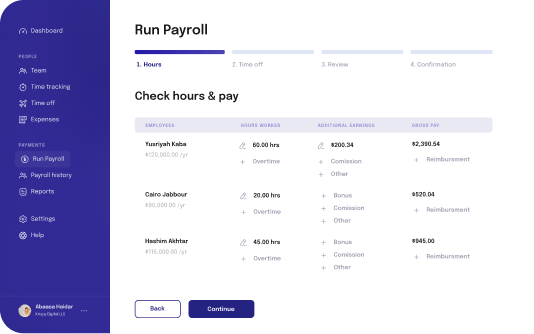 Dashboard
PEOPLE
Team
Time tracking
Time off
Expenses
PAYMENTS
Run Payroll
Payroll history
Reports
Settings
Help
Abaasa Haidar
Krispy Digital LLC
Run Payroll
1. Hours 2. Time off 3. Review 4. Confirmation
Check hours & pay
EMPLOYEES HOURS WORKED ADDITIONAL EARNINGS GROSS PAY
Yusriyah Kaba 60.00 hrs $200.34 $2,390.54
$120,000.00 /yr + Overtime + Comission + Reimbursment
+ Other
Cairo Jabbour 20.00 hrs + Bonus $520.04
$90,000.00 /yr + Overtime + Comission + Reimbursment
+ Other
Hashim Akhtar 45.00 hrs + Bonus $945.00
$115,000.00 /yr + Overtime + Comission + Reimbursment
+ Other
Back Continue